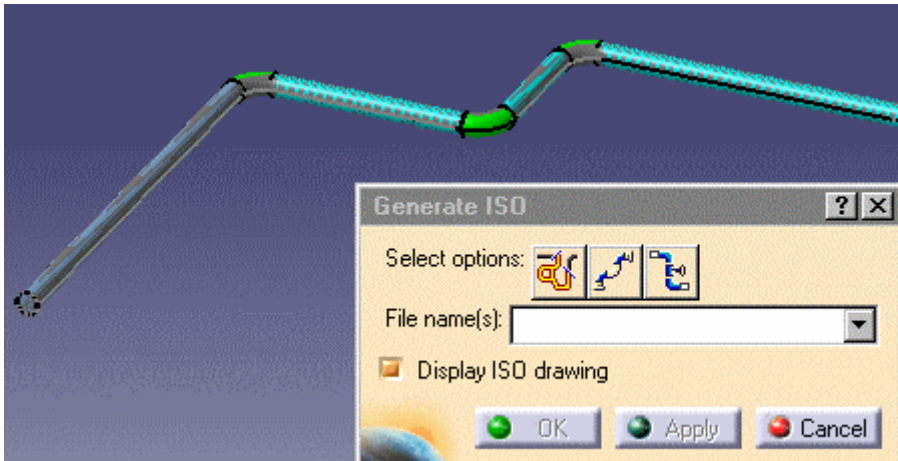 Generate ISO
Select options:
File name(s):
Display ISO drawing
OK Apply Cancel